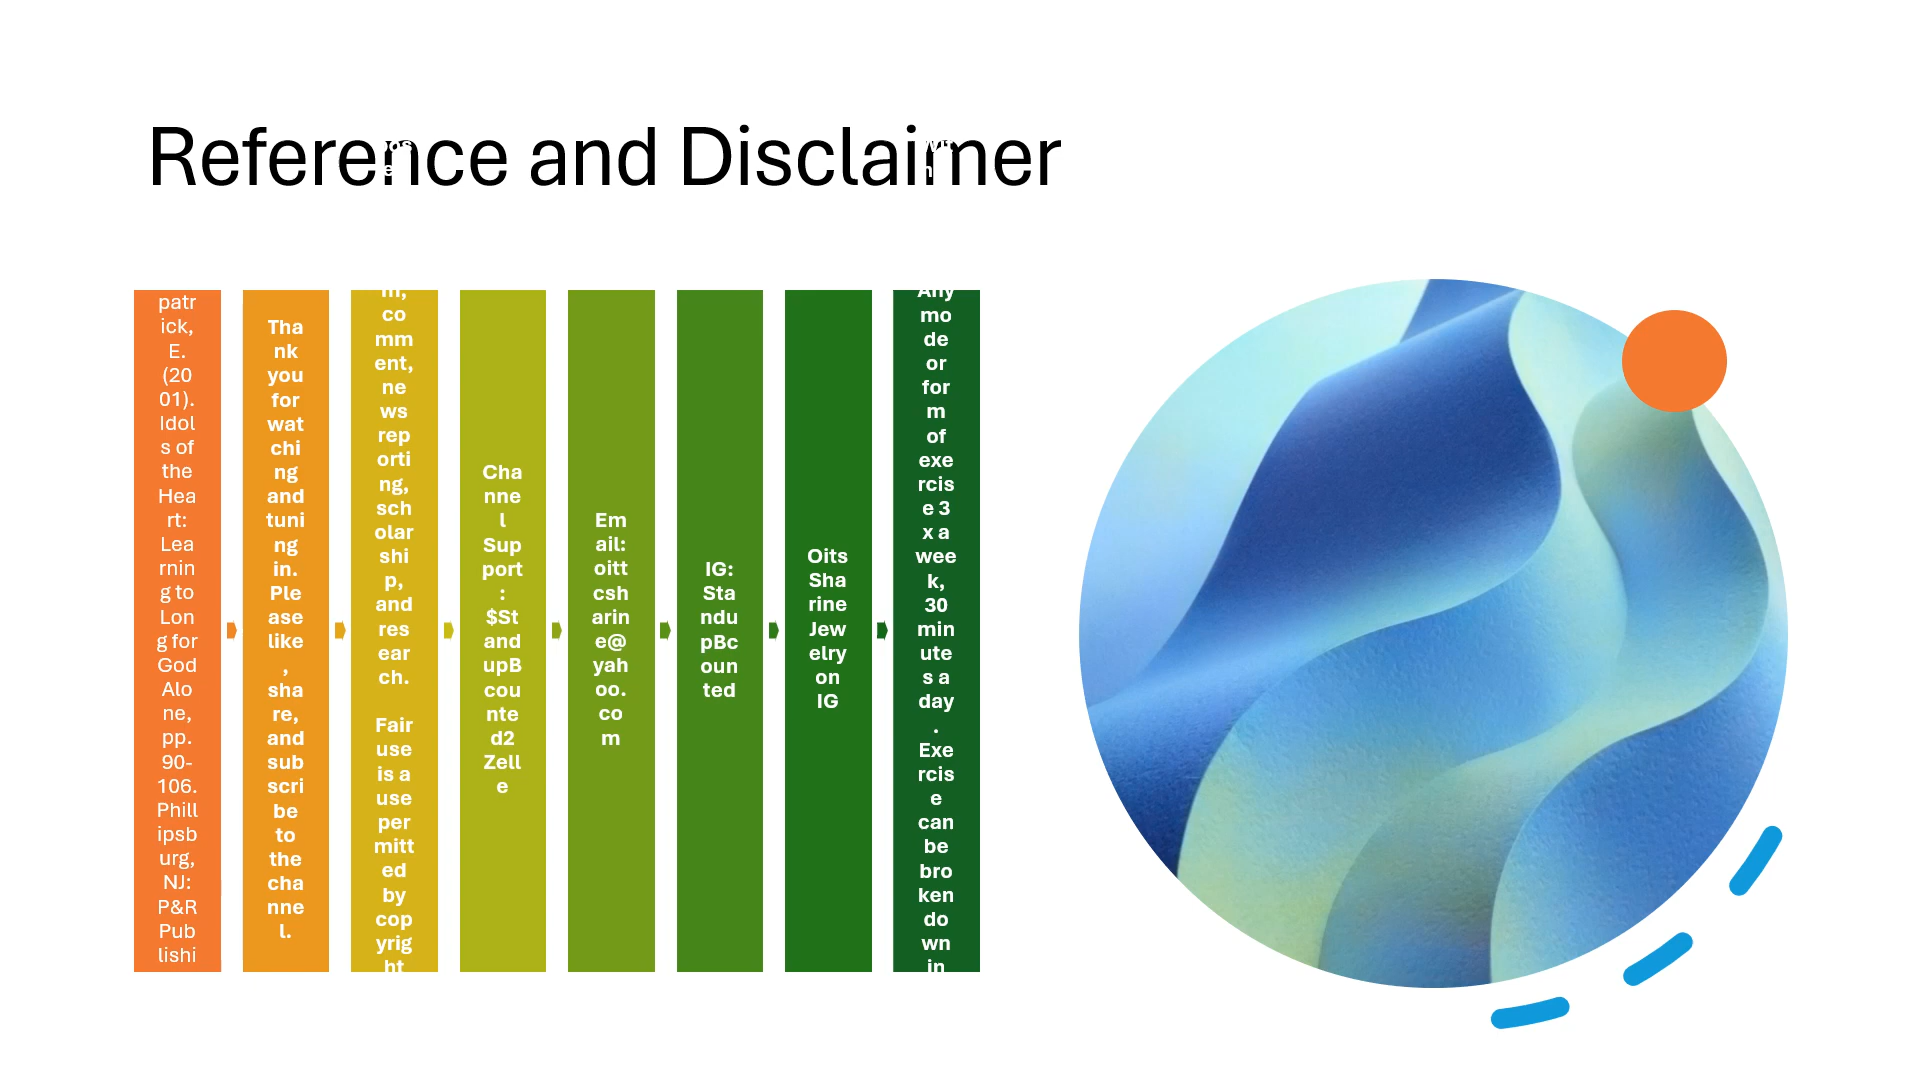 Reference and Disclaimer
patr
ick,
E.
(20
01).
Idol
s of
the
Hea
rt:
Lea
rnin
g to
Lon
g for
God
Alo
ne,
pp.
90-
106.
Phill
ipsb
urg,
NJ:
P&R
Pub
lishi
Tha
nk
you
for
wat
chi
ng
and
tuni
ng
in.
Ple
ase
like
,
sha
re,
and
sub
scri
be
to
the
cha
nne
l.
m,
co
mm
ent,
ne
ws
rep
orti
ng,
sch
olar
shi
p,
and
res
ear
ch.
Fair
use
is a
use
per
mitt
ed
by
cop
yrig
ht
Cha
nne
l
Sup
port
:
$St
and
upB
cou
nte
d2
Zell
e
Em
ail:
oitt
csh
arin
e@
yah
oo.
co
m
IG:
Sta
ndu
pBc
oun
ted
Oits
Sha
rine
Jew
elry
on
IG
Any
mo
de
or
for
m
of
exe
rcis
e 3
x a
wee
k,
30
min
ute
s a
day
.
Exe
rcis
e
can
be
bro
ken
do
wn
in